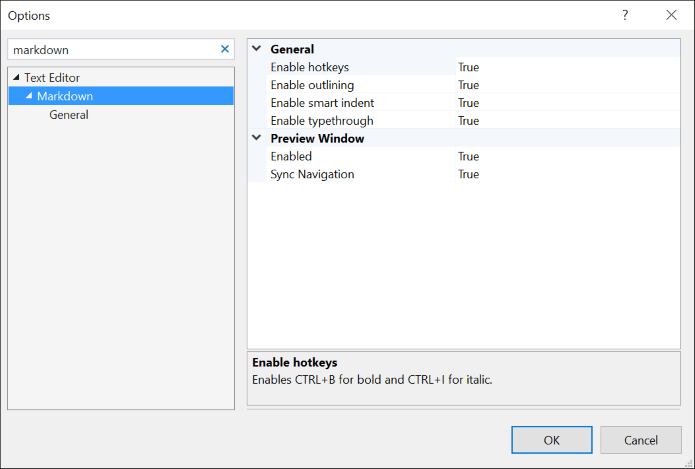 Options
markdown
Text Editor
Markdown
General
General
Enable hotkeys True
Enable outlining True
Enable smart indent True
Enable typethrough True
Preview Window
Enabled True
Sync Navigation True
Enable hotkeys
Enables CTRL+B for bold and CTRL+I for italic.
OK Cancel